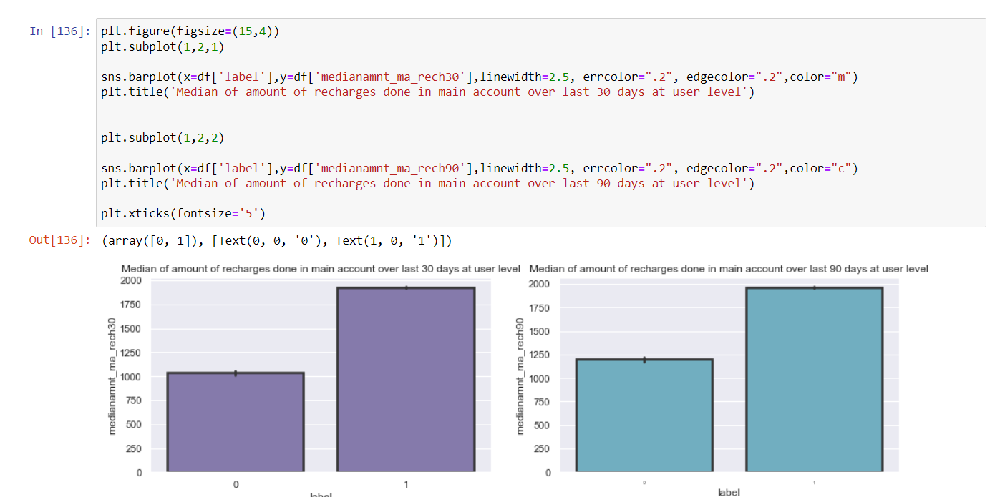 In [136]: plt.figure(figsize=(15,4))
plt.subplot(1,2,1)
sns.barplot(x=df['label'],y=df['medianamnt_ma_rech30'],linewidth=2.5, errcolor=".2", edgecolor=".2",color="m")
plt.title('Median of amount of recharges done in main account over last 30 days at user level')
plt.subplot(1,2,2)
sns.barplot(x=df['label'],y=df['medianamnt_ma_rech90'],linewidth=2.5, errcolor=".2", edgecolor=".2",color="c")
plt.title('Median of amount of recharges done in main account over last 90 days at user level')
plt.xticks(fontsize='5')
Out[136]: (array([0, 1]), [Text(0, 0, '0'), Text(1, 0, '1')])
Median of amount of recharges done in main account over last 30 days at user level
2000
1750
1500
1250
1000
750
500
250
0
medianamnt_ma_rech30
0 1
label
Median of amount of recharges done in main account over last 90 days at user level
2000
1750
1500
1250
1000
750
500
250
0
medianamnt_ma_rech90
0 1
label